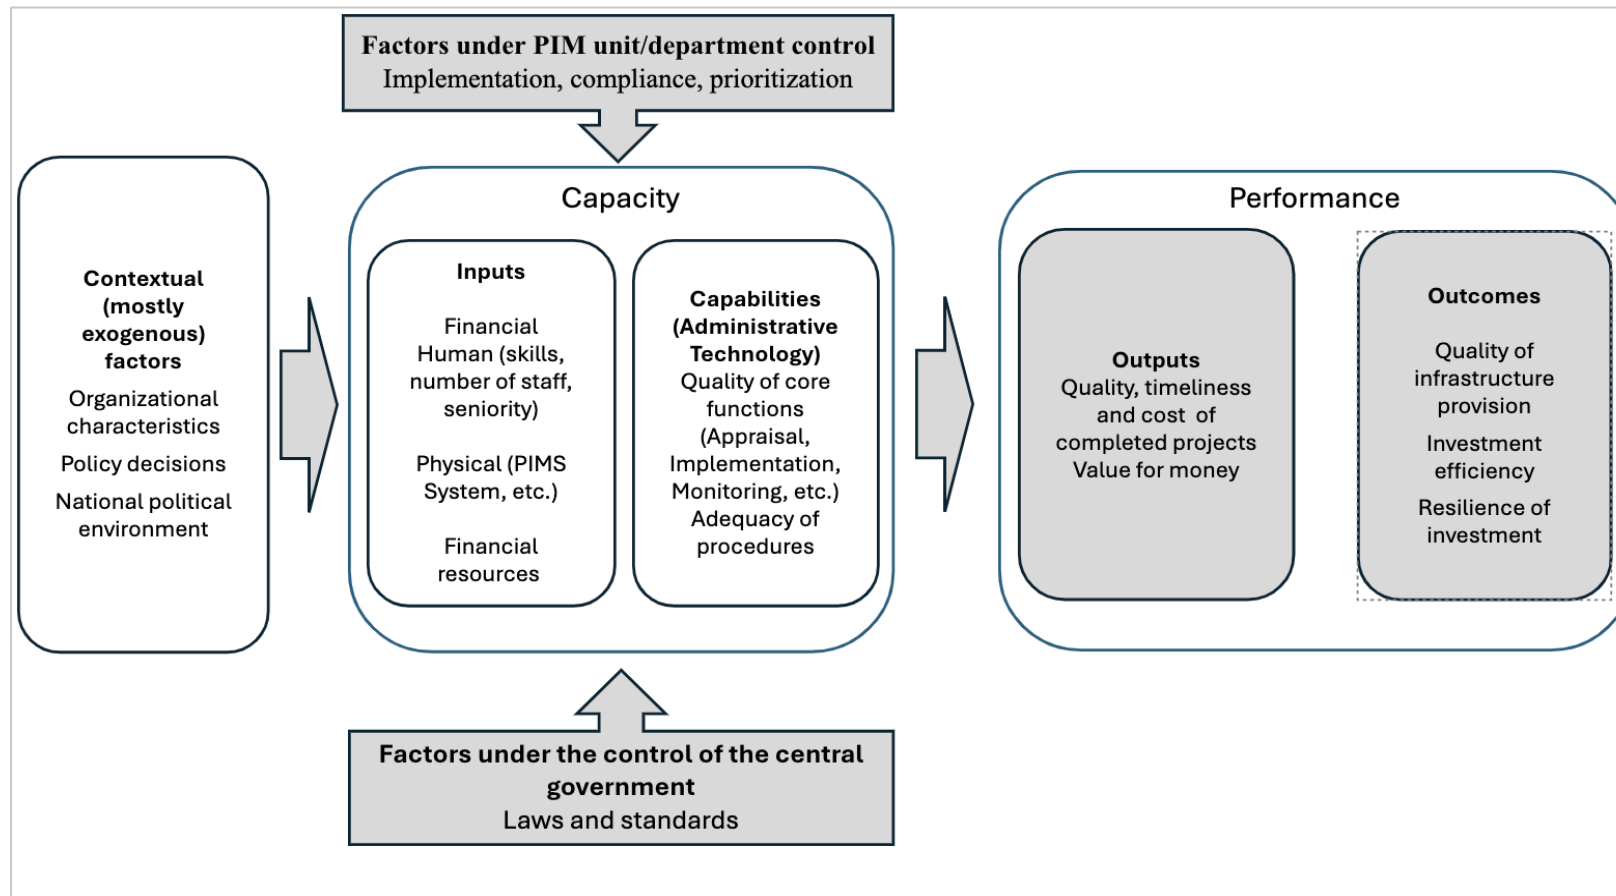 Factors under PIM unit/department control
Implementation, compliance, prioritization
Contextual
(mostly
exogenous)
factors
Organizational
characteristics
Policy decisions
National political
environment
Capacity
Inputs
Financial
Human (skills,
number of staff,
seniority)
Physical (PIMS
System, etc.)
Financial
resources
Capabilities
(Administrative
Technology)
Quality of core
functions
(Appraisal,
Implementation,
Monitoring, etc.)
Adequacy of
procedures
Performance
Outputs
Quality, timeliness
and cost of
completed projects
Value for money
Outcomes
Quality of
infrastructure
provision
Investment
efficiency
Resilience of
investment
Factors under the control of the central
government
Laws and standards